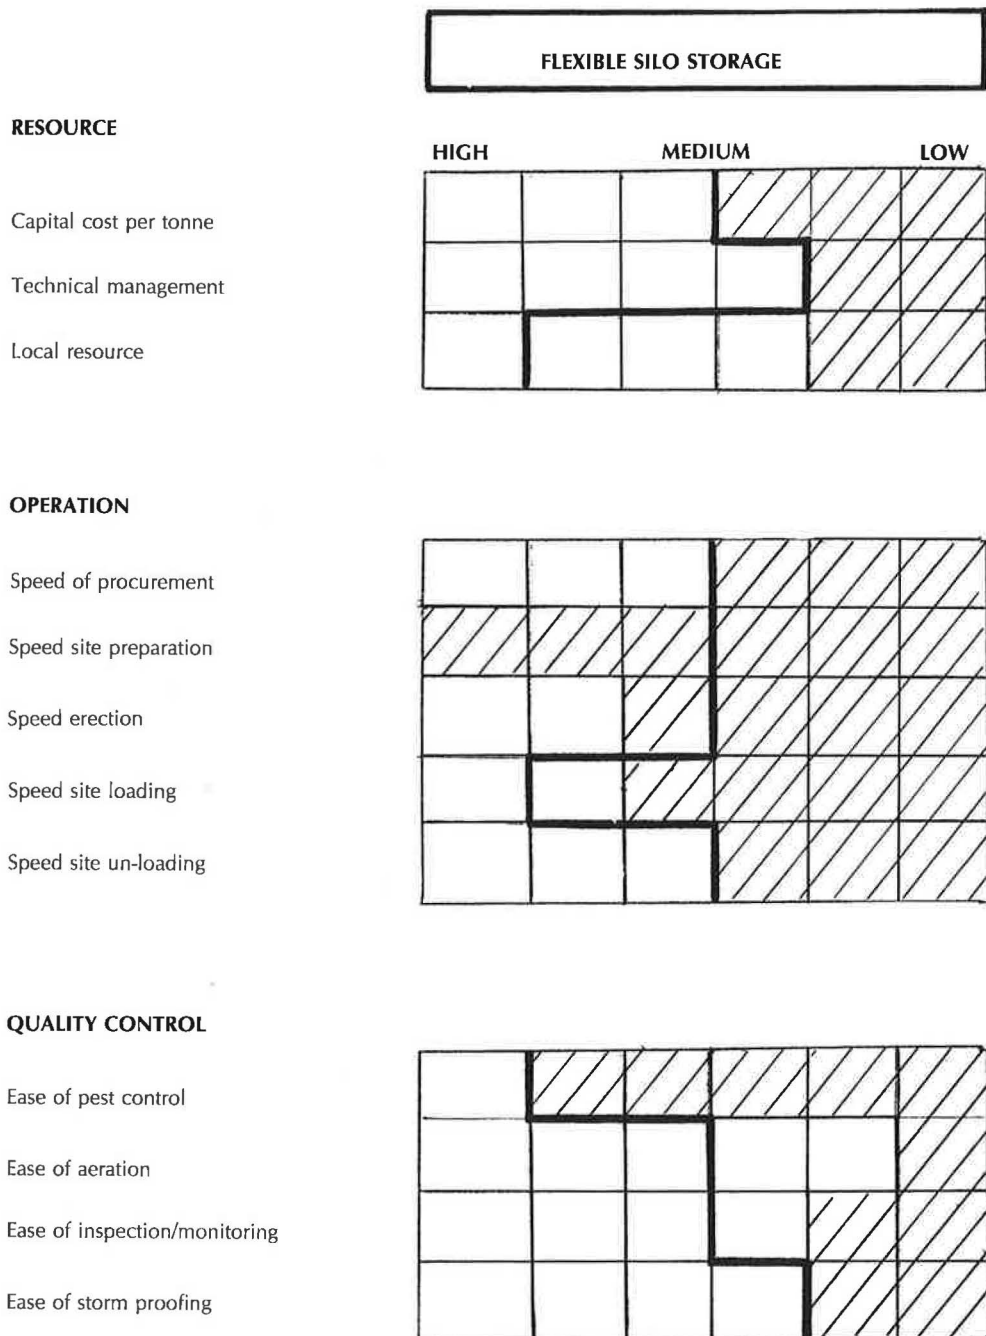 FLEXIBLE SILO STORAGE
RESOURCE
HIGH MEDIUM LOW
Capital cost per tonne
Technical management
Local resource
OPERATION
Speed of procurement
Speed site preparation
Speed erection
Speed site loading
Speed site un-loading
QUALITY CONTROL
Ease of pest control
Ease of aeration
Ease of inspection/monitoring
Ease of storm proofing